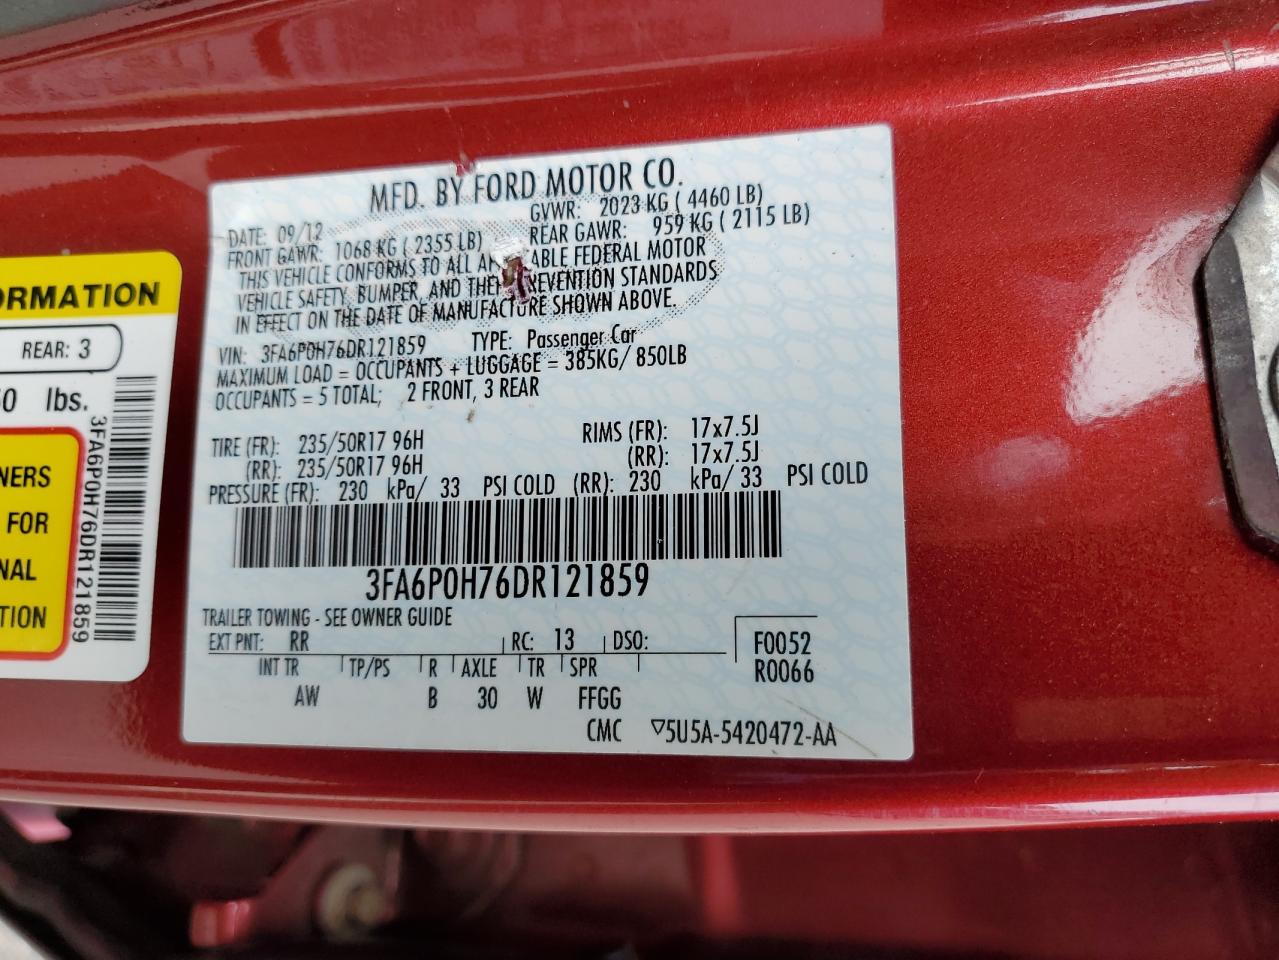 MFD. BY FORD MOTOR CO.
DATE: 09/12 GVWR: 2023 KG ( 4460 LB)
FRONT GAWR: 1068 KG ( 2355 LB) REAR GAWR: 959 KG ( 2115 LB)
THIS VEHICLE CONFORMS TO ALL FEDERAL MOTOR
VEHICLE SAFETY, BUMPER, AND STANDARDS
IN EFFECT ON THE DATE OF MANUFACTURE SHOWN ABOVE.
VIN: 3FA6P0H76DR121859 TYPE: Passenger Car
MAXIMUM LOAD = OCCUPANTS + LUGGAGE = 385KG/ 850LB
OCCUPANTS = 5 TOTAL; 2 FRONT, 3 REAR
TIRE (FR): 235/50R17 96H RIMS (FR): 17x7.5J
(RR): 235/50R17 96H (RR): 17x7.5J
PRESSURE (FR): 230 kPa/ 33 PSI COLD (RR): 230 kPa/ 33 PSI COLD
3FA6P0H76DR121859
TRAILER TOWING - SEE OWNER GUIDE
EXT PNT: RR RC: 13 DSO: F0052
INT TR TP/PS R AXLE TR SPR R0066
AW B 30 W FFGG
CMC ▽5U5A-5420472-AA
ORMATION
REAR: 3
0 lbs.
NERS
FOR
NAL
TION
3FA6P0H76DR121859